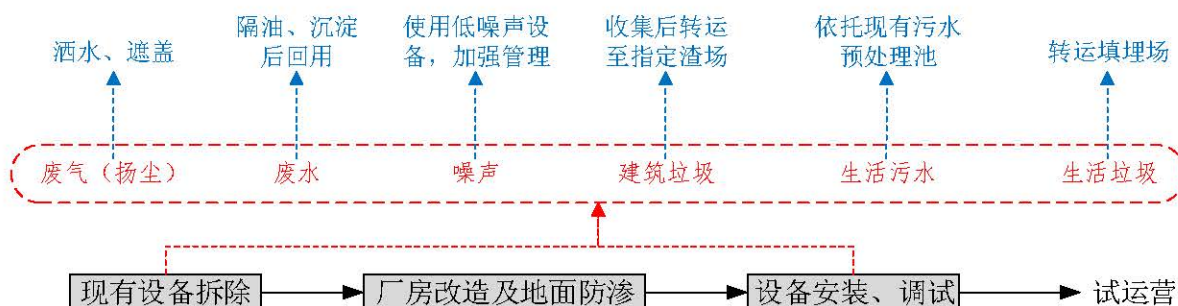 洒水、遮盖
隔油、沉淀
后回用
使用低噪声设
备，加强管理
收集后转运
至指定渣场
依托现有污水
预处理池
转运填埋场
废气（扬尘）
废水
噪声
建筑垃圾
生活污水
生活垃圾
现有设备拆除
厂房改造及地面防渗
设备安装、调试
试运营